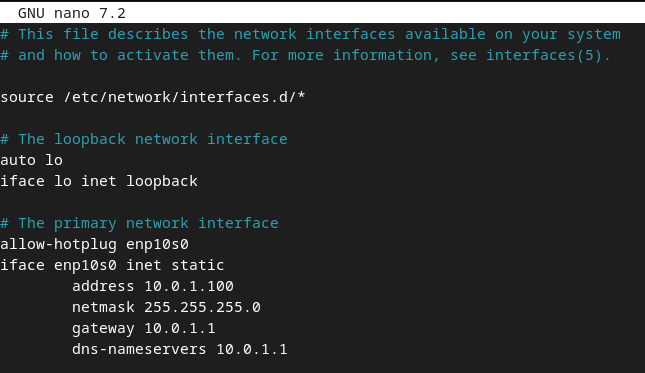 GNU nano 7.2
# This file describes the network interfaces available on your system
# and how to activate them. For more information, see interfaces(5).
source /etc/network/interfaces.d/*
# The loopback network interface
auto lo
iface lo inet loopback
# The primary network interface
allow-hotplug enp10s0
iface enp10s0 inet static
address 10.0.1.100
netmask 255.255.255.0
gateway 10.0.1.1
dns-nameservers 10.0.1.1